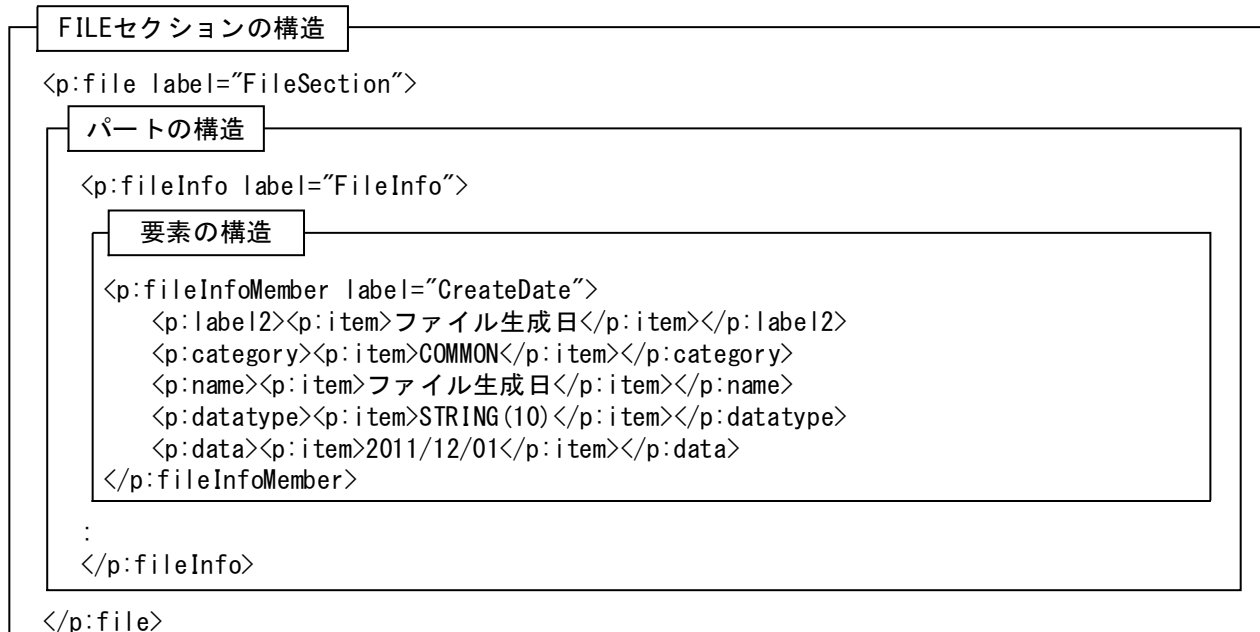 FILEセクションの構造
<p:file label="FileSection">
パートの構造
<p:fileInfo label="FileInfo">
要素の構造
<p:fileInfoMember label="CreateDate">
<p:label2><p:item>ファイル生成日</p:item></p:label2>
<p:category><p:item>COMMON</p:item></p:category>
<p:name><p:item>ファイル生成日</p:item></p:name>
<p:datatype><p:item>STRING(10)</p:item></p:datatype>
<p:data><p:item>2011/12/01</p:item></p:data>
</p:fileInfoMember>
:
</p:fileInfo>
</p:file>